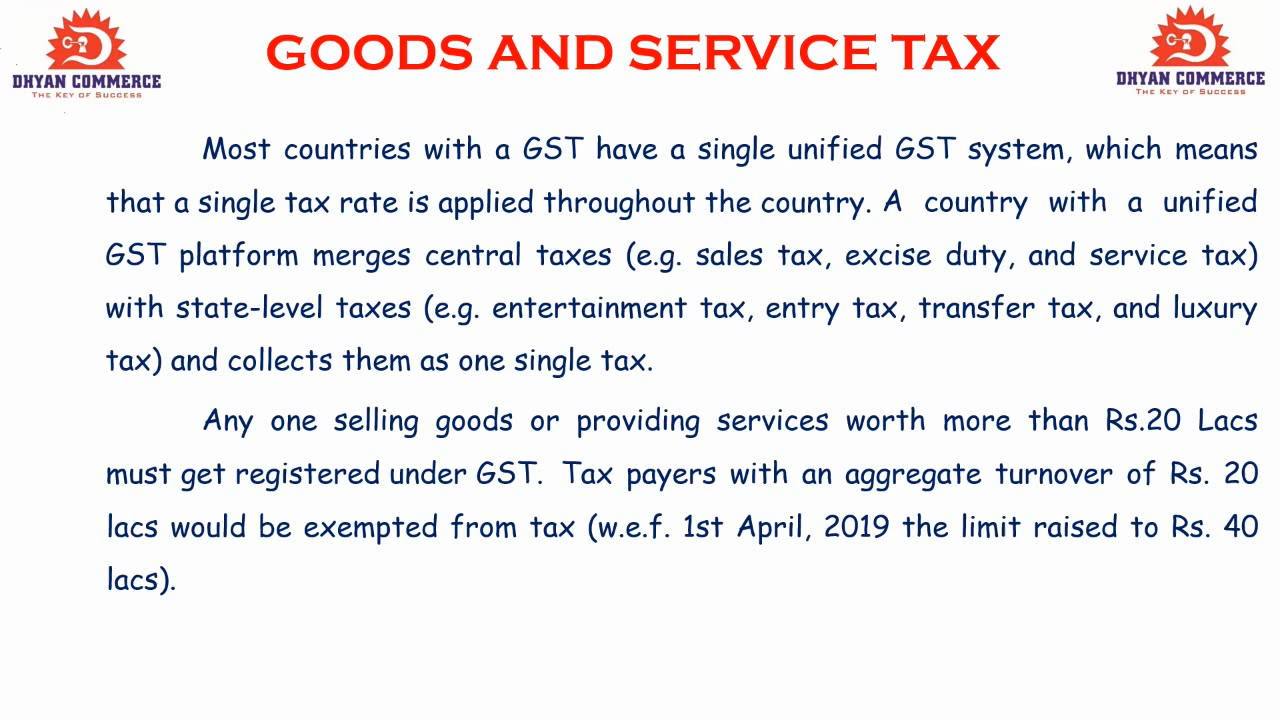 DHYAN COMMERCE
The Key of Success
GOODS AND SERVICE TAX
DHYAN COMMERCE
The Key of Success
Most countries with a GST have a single unified GST system, which means
that a single tax rate is applied throughout the country. A country with a unified
GST platform merges central taxes (e.g. sales tax, excise duty, and service tax)
with state-level taxes (e.g. entertainment tax, entry tax, transfer tax, and luxury
tax) and collects them as one single tax.
Any one selling goods or providing services worth more than Rs.20 Lacs
must get registered under GST. Tax payers with an aggregate turnover of Rs. 20
lacs would be exempted from tax (w.e.f. 1st April, 2019 the limit raised to Rs. 40
lacs).